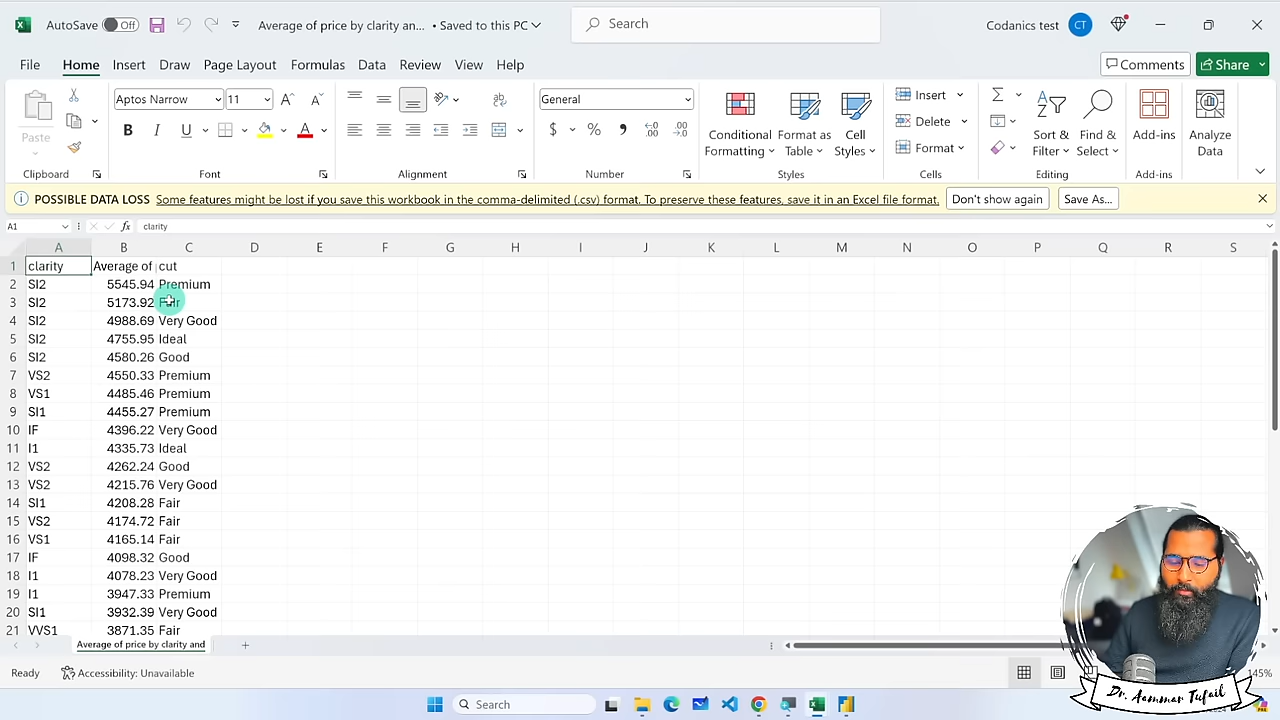 AutoSave Off Average of price by clarity an... • Saved to this PC Search Codanics test CT
File Home Insert Draw Page Layout Formulas Data Review View Help Comments Share
Aptos Narrow 11 General Insert
Paste B I U $ % Conditional Formatting Format as Table Cell Styles Delete Sort & Filter Find & Select Add-ins Analyze Data
Format
Clipboard Font Alignment Number Styles Cells Editing Add-ins
POSSIBLE DATA LOSS Some features might be lost if you save this workbook in the comma-delimited (.csv) format. To preserve these features, save it in an Excel file format. Don't show again Save As...
A1 fx clarity
A B C D E F G H I J K L M N O P Q R S
1 clarity Average of cut
2 SI2 5545.94 Premium
3 SI2 5173.92 Fair
4 SI2 4988.69 Very Good
5 SI2 4755.95 Ideal
6 SI2 4580.26 Good
7 VS2 4550.33 Premium
8 VS1 4485.46 Premium
9 SI1 4455.27 Premium
10 IF 4396.22 Very Good
11 I1 4335.73 Ideal
12 VS2 4262.24 Good
13 VS2 4215.76 Very Good
14 SI1 4208.28 Fair
15 VS2 4174.72 Fair
16 VS1 4165.14 Fair
17 IF 4098.32 Good
18 I1 4078.23 Very Good
19 I1 3947.33 Premium
20 SI1 3932.39 Very Good
21 VVS1 3871.35 Fair
Average of price by clarity and
Ready Accessibility: Unavailable 145%
Search
Dr. Aammar Tufail